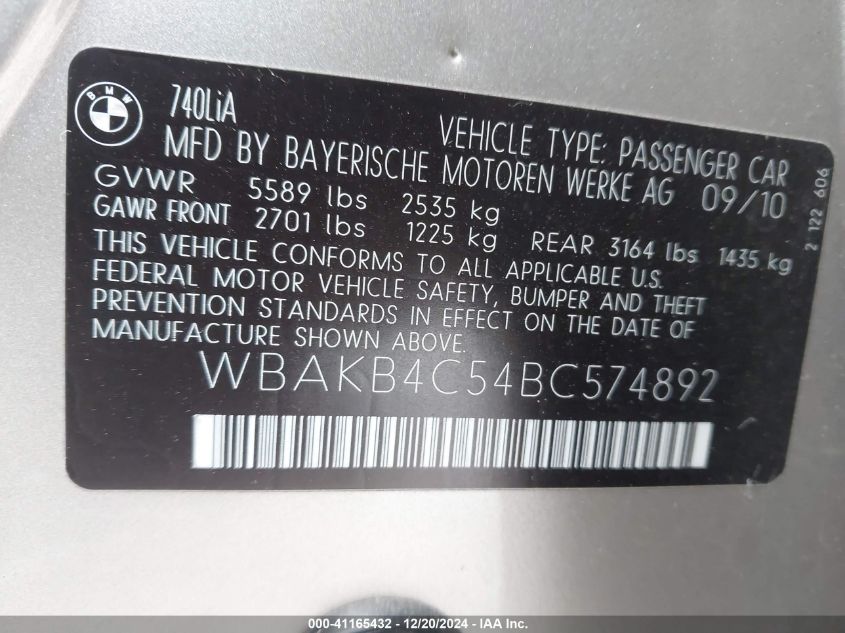 BMW
740LiA
VEHICLE TYPE: PASSENGER CAR
MFD BY BAYERISCHE MOTOREN WERKE AG 09/10
GVWR 5589 lbs 2535 kg
GAWR FRONT 2701 lbs 1225 kg REAR 3164 lbs 1435 kg
THIS VEHICLE CONFORMS TO ALL APPLICABLE U.S.
FEDERAL MOTOR VEHICLE SAFETY, BUMPER AND THEFT
PREVENTION STANDARDS IN EFFECT ON THE DATE OF
MANUFACTURE SHOWN ABOVE.
2 122 606
WBAKB4C54BC574892
000-41165432 - 12/20/2024 - IAA Inc.